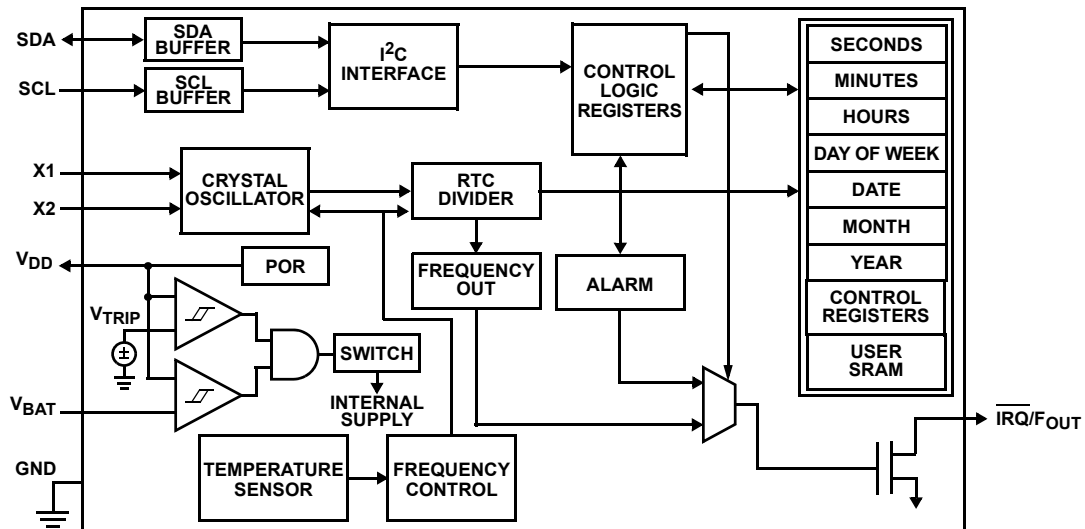 SDA
SDA
BUFFER
SCL
SCL
BUFFER
I²C
INTERFACE
CONTROL
LOGIC
REGISTERS
SECONDS
MINUTES
HOURS
DAY OF WEEK
DATE
MONTH
YEAR
CONTROL
REGISTERS
USER
SRAM
X1
X2
CRYSTAL
OSCILLATOR
RTC
DIVIDER
FREQUENCY
OUT
ALARM
VDD
POR
VTRIP
±
SWITCH
INTERNAL
SUPPLY
VBAT
GND
TEMPERATURE
SENSOR
FREQUENCY
CONTROL
IRQ/FOUT